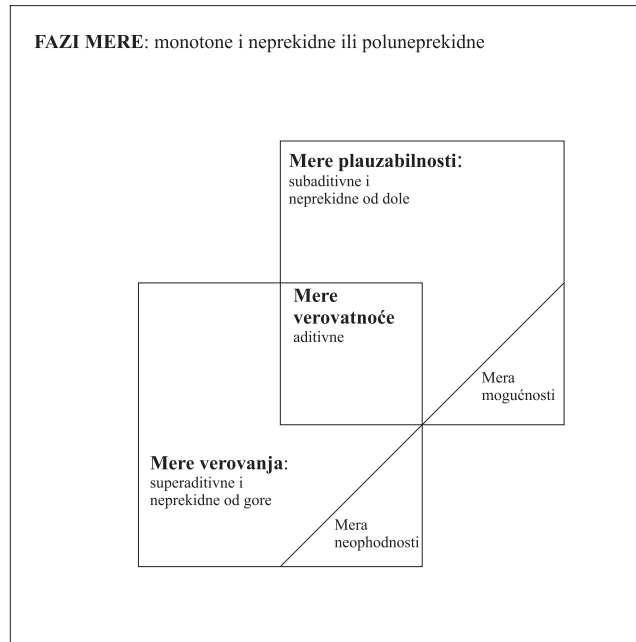 FAZI MERE: monotone i neprekidne ili poluneprekidne
Mere plauzabilnosti:
subaditivne i
neprekidne od dole
Mere
verovatnoće
aditivne
Mera
mogućnosti
Mere verovanja:
superaditivne i
neprekidne od gore
Mera
neophodnosti